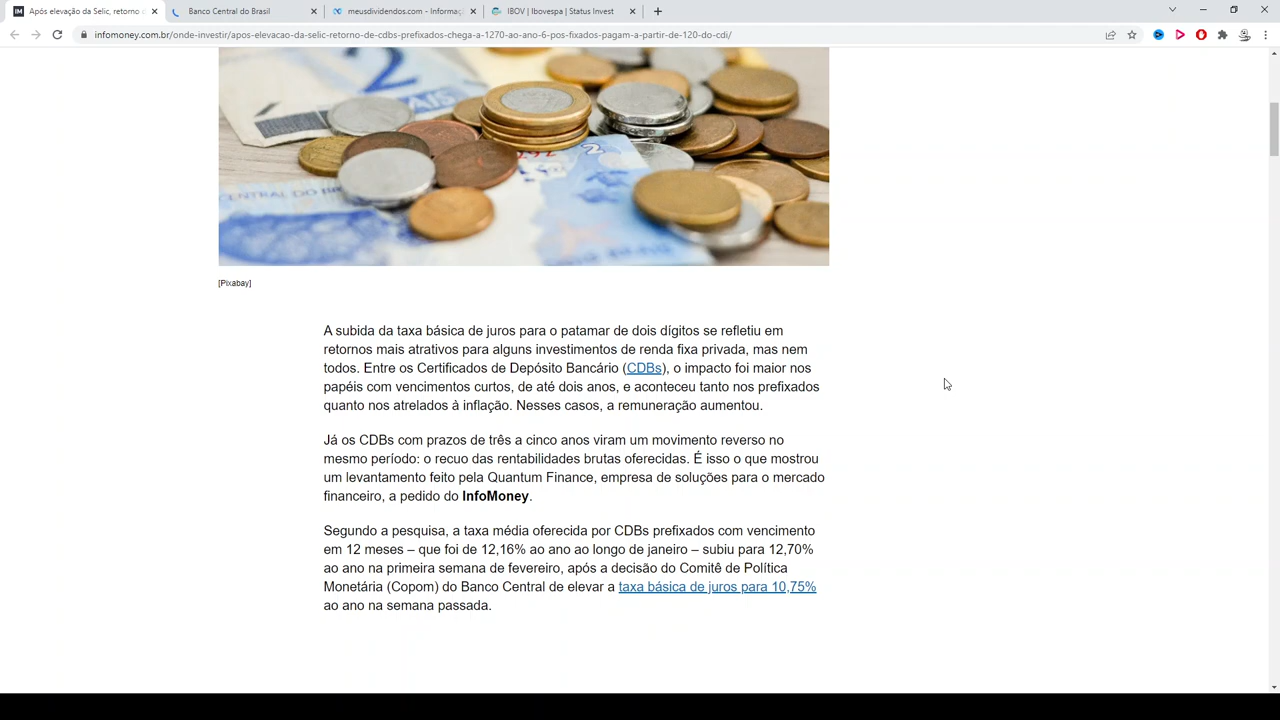 Após elevação da Selic, retorno
Banco Central do Brasil
meusdividendos.com - Informaç
IBOV | Ibovespa | Status Invest
infomoney.com.br/onde-investir/apos-elevacao-da-selic-retorno-de-cdbs-prefixados-chega-a-1270-ao-ano-6-pos-fixados-pagam-a-partir-de-120-do-cdi/
2
2
[Pixabay]
A subida da taxa básica de juros para o patamar de dois dígitos se refletiu em
retornos mais atrativos para alguns investimentos de renda fixa privada, mas nem
todos. Entre os Certificados de Depósito Bancário (CDBs), o impacto foi maior nos
papéis com vencimentos curtos, de até dois anos, e aconteceu tanto nos prefixados
quanto nos atrelados à inflação. Nesses casos, a remuneração aumentou.
Já os CDBs com prazos de três a cinco anos viram um movimento reverso no
mesmo período: o recuo das rentabilidades brutas oferecidas. É isso o que mostrou
um levantamento feito pela Quantum Finance, empresa de soluções para o mercado
financeiro, a pedido do InfoMoney.
Segundo a pesquisa, a taxa média oferecida por CDBs prefixados com vencimento
em 12 meses – que foi de 12,16% ao ano ao longo de janeiro – subiu para 12,70%
ao ano na primeira semana de fevereiro, após a decisão do Comitê de Política
Monetária (Copom) do Banco Central de elevar a taxa básica de juros para 10,75%
ao ano na semana passada.